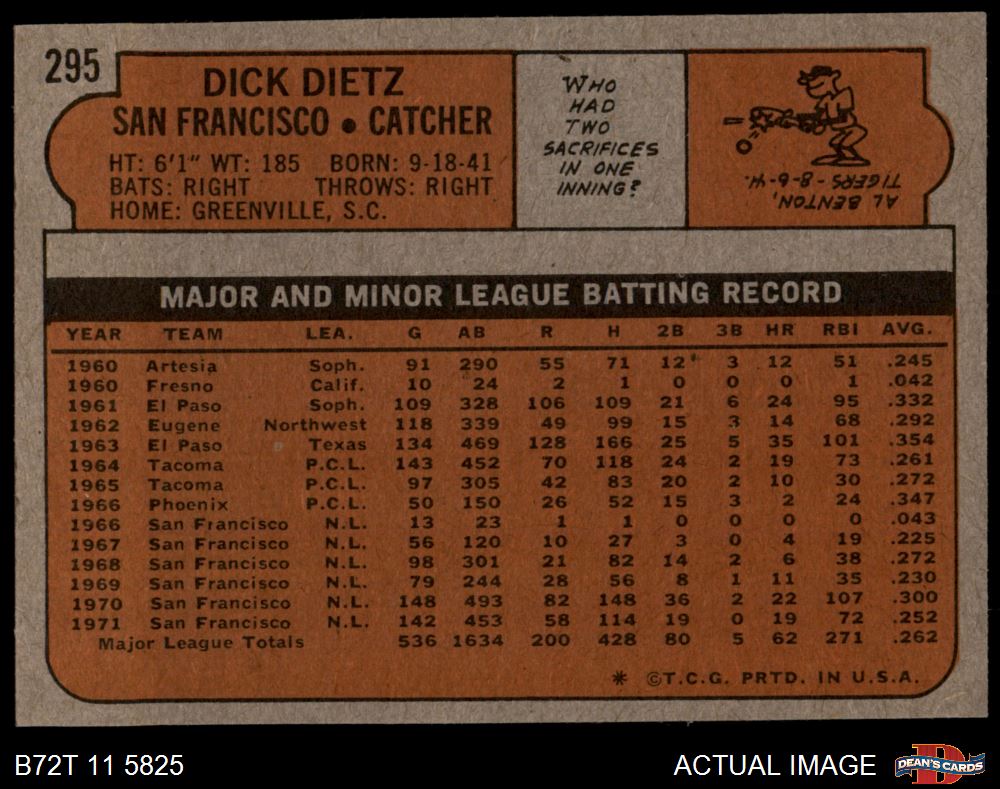 295
DICK DIETZ
SAN FRANCISCO • CATCHER
HT: 6'1" WT: 185 BORN: 9-18-41
BATS: RIGHT THROWS: RIGHT
HOME: GREENVILLE, S.C.
WHO
HAD
TWO
SACRIFICES
IN ONE
INNING?
AL BENTON,
TIGERS-8-6-41.
MAJOR AND MINOR LEAGUE BATTING RECORD
YEAR TEAM LEA. G AB R H 2B 3B HR RBI AVG.
1960 Artesia Soph. 91 290 55 71 12 3 12 51 .245
1960 Fresno Calif. 10 24 2 1 0 0 0 1 .042
1961 El Paso Soph. 109 328 106 109 21 6 24 95 .332
1962 Eugene Northwest 118 339 49 99 15 3 14 68 .292
1963 El Paso Texas 134 469 128 166 25 5 35 101 .354
1964 Tacoma P.C.L. 143 452 70 118 24 2 19 73 .261
1965 Tacoma P.C.L. 97 305 42 83 20 2 10 30 .272
1966 Phoenix P.C.L. 50 150 26 52 15 3 2 24 .347
1966 San Francisco N.L. 13 23 1 1 0 0 0 0 .043
1967 San Francisco N.L. 56 120 10 27 3 0 4 19 .225
1968 San Francisco N.L. 98 301 21 82 14 2 6 38 .272
1969 San Francisco N.L. 79 244 28 56 8 1 11 35 .230
1970 San Francisco N.L. 148 493 82 148 36 2 22 107 .300
1971 San Francisco N.L. 142 453 58 114 19 0 19 72 .252
Major League Totals 536 1634 200 428 80 5 62 271 .262
* ©T.C.G. PRTD. IN U.S.A.
B72T 11 5825
ACTUAL IMAGE
DEAN'S CARDS